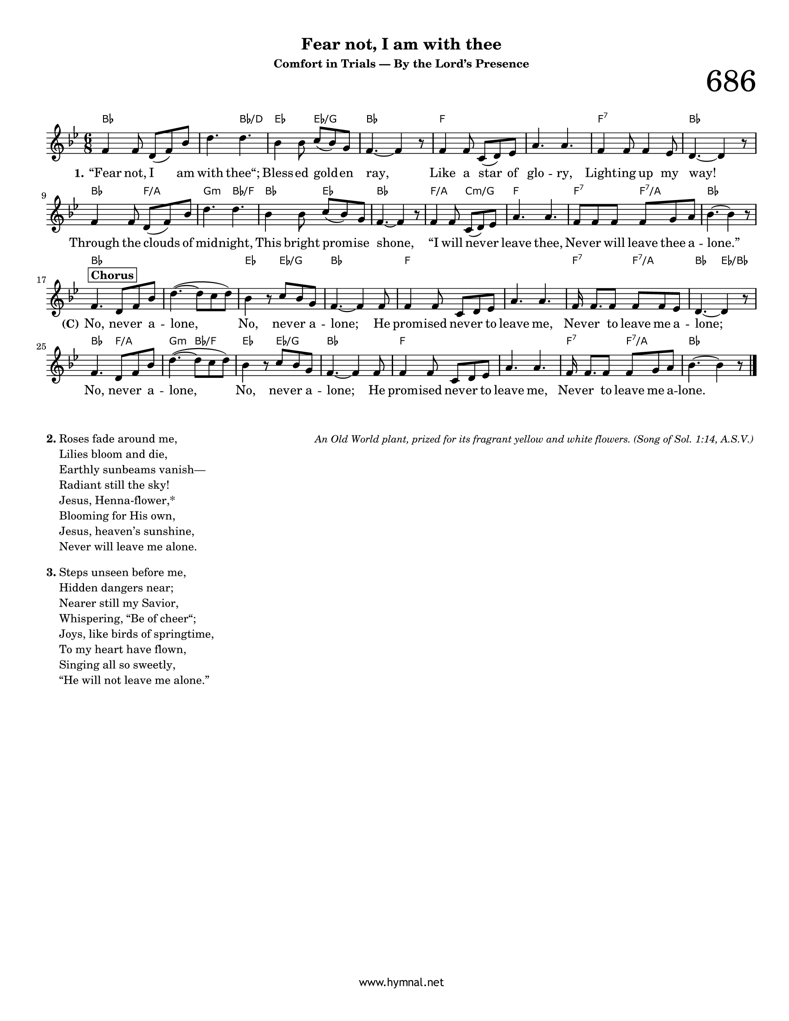 Fear not, I am with thee
Comfort in Trials — By the Lord's Presence
686
B♭ B♭/D E♭ E♭/G B♭ F F7 B♭
6
8
1. “Fear not, I am with thee“; Blessed golden ray, Like a star of glo - ry, Lighting up my way!
9
B♭ F/A Gm B♭/F B♭ E♭ B♭ F/A Cm/G F F7 F7/A B♭
Through the clouds of midnight, This bright promise shone, “I will never leave thee, Never will leave thee a - lone.”
17
B♭ E♭ E♭/G B♭ F F7 F7/A B♭ E♭/B♭
Chorus
(C) No, never a - lone, No, never a - lone; He promised never to leave me, Never to leave me a - lone;
25
B♭ F/A Gm B♭/F E♭ E♭/G B♭ F F7 F7/A B♭
No, never a - lone, No, never a - lone; He promised never to leave me, Never to leave me a-lone.
2. Roses fade around me,
Lilies bloom and die,
Earthly sunbeams vanish—
Radiant still the sky!
Jesus, Henna-flower,*
Blooming for His own,
Jesus, heaven's sunshine,
Never will leave me alone.
An Old World plant, prized for its fragrant yellow and white flowers. (Song of Sol. 1:14, A.S.V.)
3. Steps unseen before me,
Hidden dangers near;
Nearer still my Savior,
Whispering, “Be of cheer“;
Joys, like birds of springtime,
To my heart have flown,
Singing all so sweetly,
“He will not leave me alone.”
www.hymnal.net